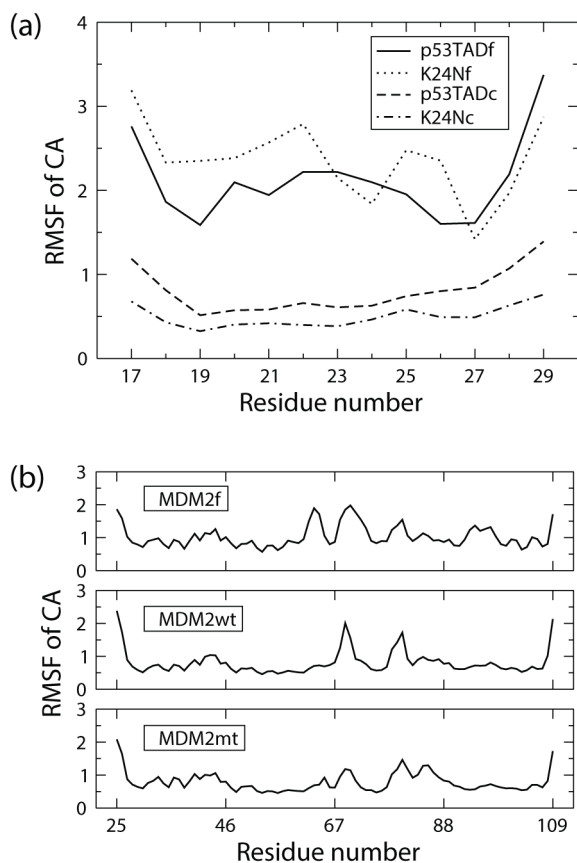 (a)
p53TADf
K24Nf
p53TADc
K24Nc
RMSF of CA
4
3
2
1
0
17 19 21 23 25 27 29
Residue number
(b)
RMSF of CA
3
2
1
0
MDM2f
3
2
1
0
MDM2wt
3
2
1
0
MDM2mt
25 46 67 88 109
Residue number